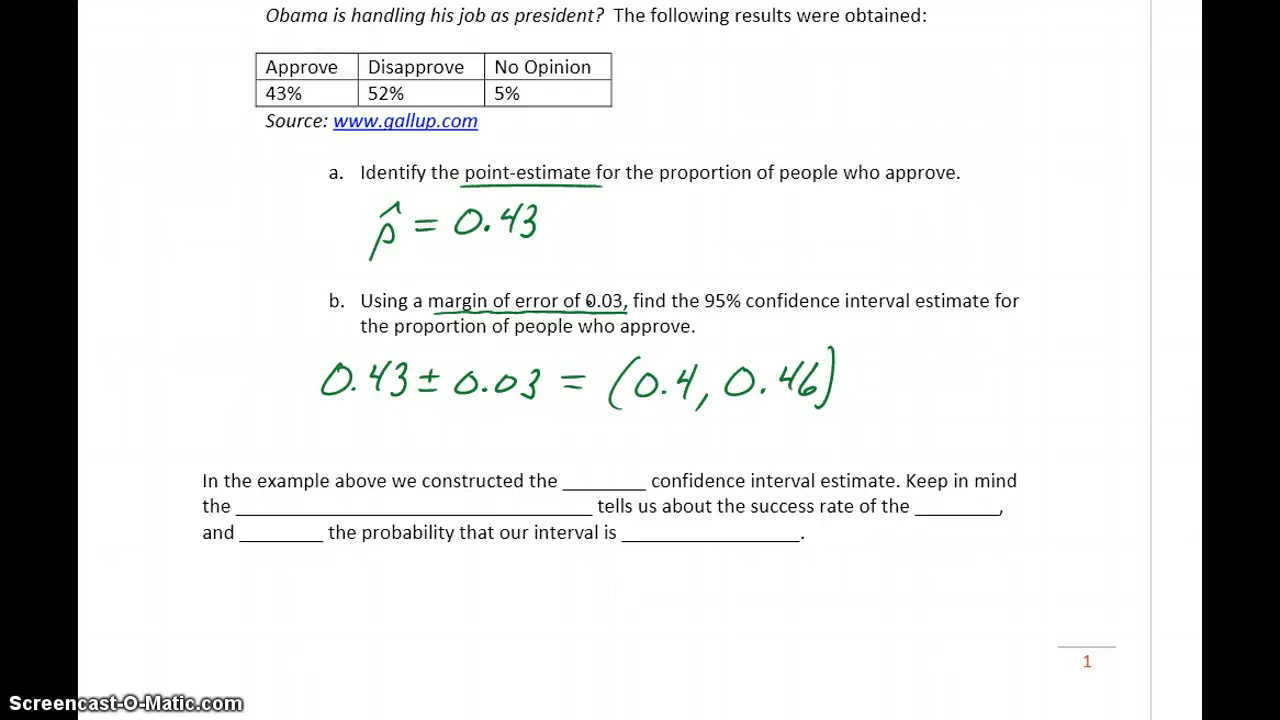 Obama is handling his job as president? The following results were obtained:
Approve Disapprove No Opinion
43% 52% 5%
Source: www.gallup.com
a. Identify the point-estimate for the proportion of people who approve.
p̂ = 0.43
b. Using a margin of error of 0.03, find the 95% confidence interval estimate for
the proportion of people who approve.
0.43 ± 0.03 = (0.4, 0.46)
In the example above we constructed the ________ confidence interval estimate. Keep in mind
the ___________________________________ tells us about the success rate of the ________,
and ________ the probability that our interval is _________________.
1
Screencast-O-Matic.com